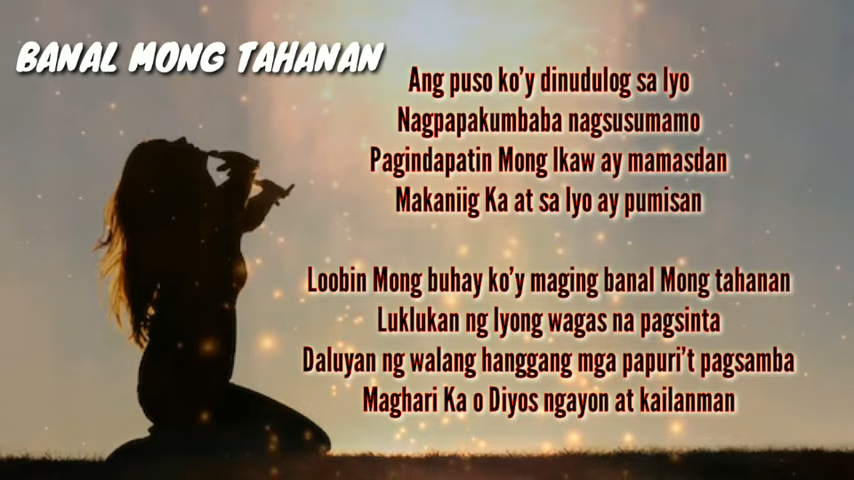 BANAL MONG TAHANAN
Ang puso ko'y dinudulog sa Iyo
Nagpapakumbaba nagsusumamo
Pagindapatin Mong Ikaw ay mamasdan
Makaniig Ka at sa Iyo ay pumisan
Loobin Mong buhay ko'y maging banal Mong tahanan
Luklukan ng Iyong wagas na pagsinta
Daluyan ng walang hanggang mga papuri't pagsamba
Maghari Ka o Diyos ngayon at kailanman